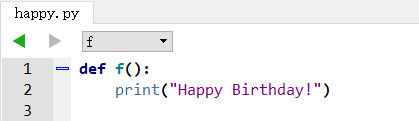 happy.py
f
1 def f():
2     print("Happy Birthday!")
3